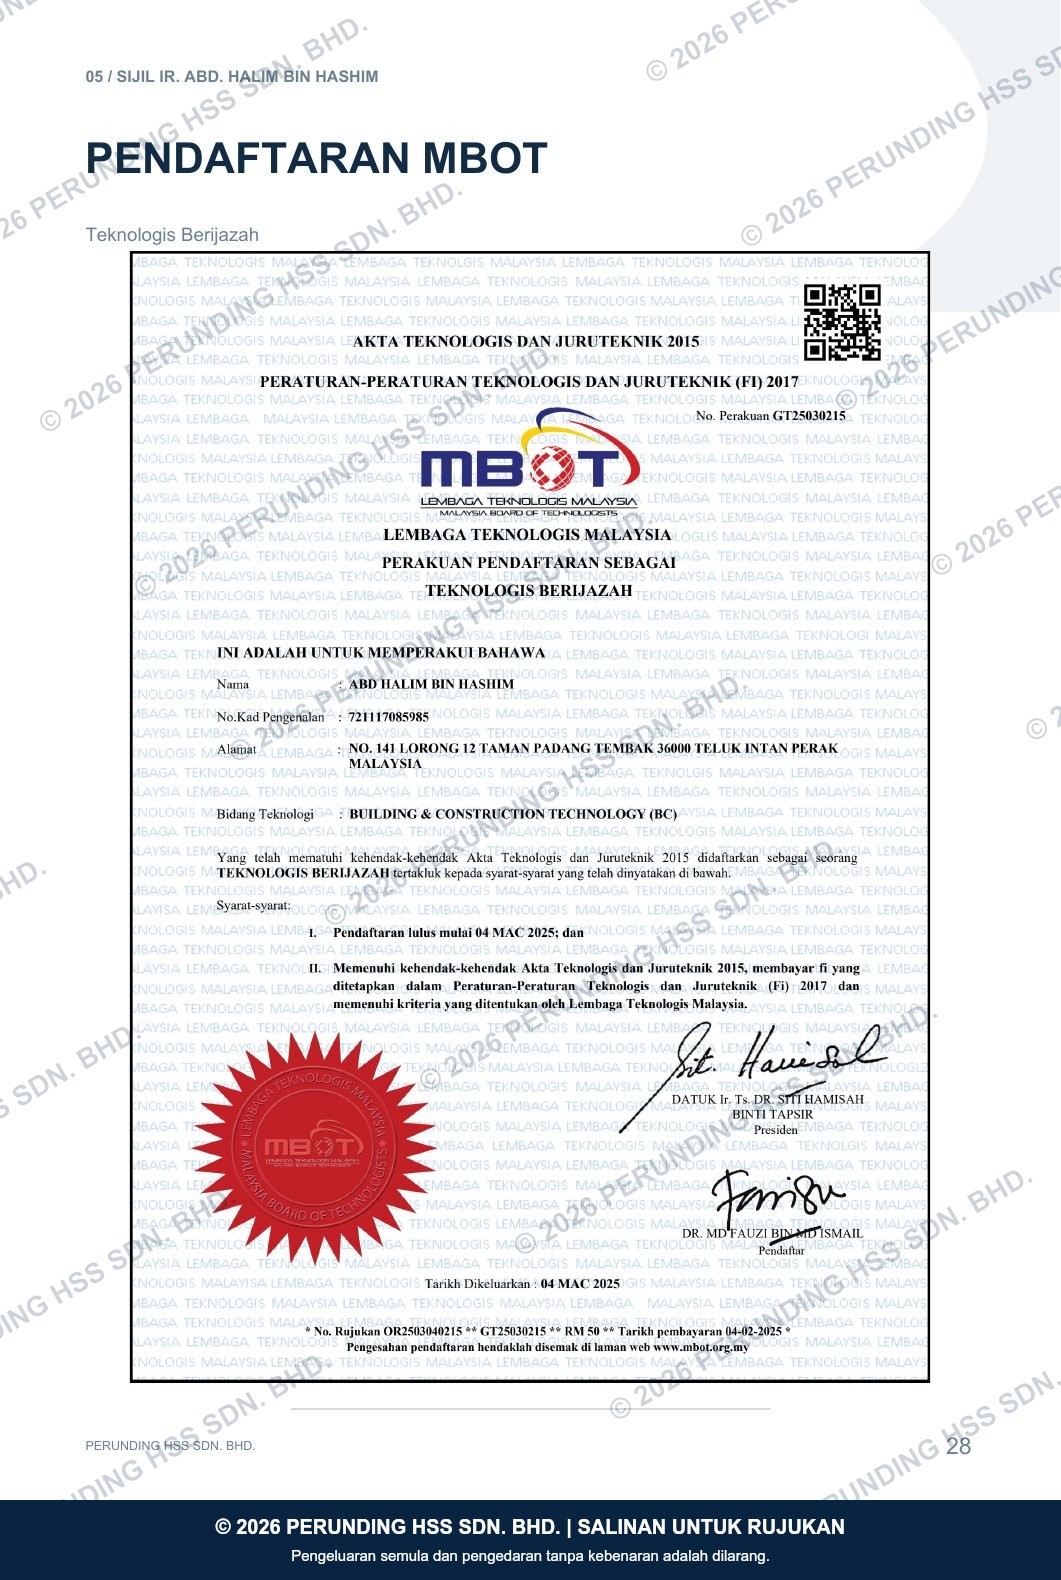 05 / SIJIL IR. ABD. HALIM BIN HASHIM
PENDAFTARAN MBOT
Teknologis Berijazah
AKTA TEKNOLOGIS DAN JURUTEKNIK 2015
PERATURAN-PERATURAN TEKNOLOGIS DAN JURUTEKNIK (FI) 2017
No. Perakuan GT25030215
MBOT
LEMBAGA TEKNOLOGIS MALAYSIA
MALAYSIA BOARD OF TECHNOLOGISTS
LEMBAGA TEKNOLOGIS MALAYSIA
PERAKUAN PENDAFTARAN SEBAGAI
TEKNOLOGIS BERIJAZAH
INI ADALAH UNTUK MEMPERAKUI BAHAWA
Nama : ABD HALIM BIN HASHIM
No.Kad Pengenalan : 721117085985
Alamat : NO. 141 LORONG 12 TAMAN PADANG TEMBAK 36000 TELUK INTAN PERAK
MALAYSIA
Bidang Teknologi : BUILDING & CONSTRUCTION TECHNOLOGY (BC)
Yang telah mematuhi kehendak-kehendak Akta Teknologis dan Juruteknik 2015 didaftarkan sebagai seorang
TEKNOLOGIS BERIJAZAH tertakluk kepada syarat-syarat yang telah dinyatakan di bawah.
Syarat-syarat:
I. Pendaftaran lulus mulai 04 MAC 2025; dan
II. Memenuhi kehendak-kehendak Akta Teknologis dan Juruteknik 2015, membayar fi yang
ditetapkan dalam Peraturan-Peraturan Teknologis dan Juruteknik (Fi) 2017 dan
memenuhi kriteria yang ditentukan oleh Lembaga Teknologis Malaysia.
DATUK Ir. Ts. DR. SITI HAMISAH
BINTI TAPSIR
Presiden
LEMBAGA TEKNOLOGIS MALAYSIA
MBOT
MALAYSIA BOARD OF TECHNOLOGISTS
DR. MD FAUZI BIN MD ISMAIL
Pendaftar
Tarikh Dikeluarkan : 04 MAC 2025
* No. Rujukan OR2503040215 ** GT25030215 ** RM 50 ** Tarikh pembayaran 04-02-2025 *
Pengesahan pendaftaran hendaklah disemak di laman web www.mbot.org.my
PERUNDING HSS SDN. BHD.
28
© 2026 PERUNDING HSS SDN. BHD. | SALINAN UNTUK RUJUKAN
Pengeluaran semula dan pengedaran tanpa kebenaran adalah dilarang.